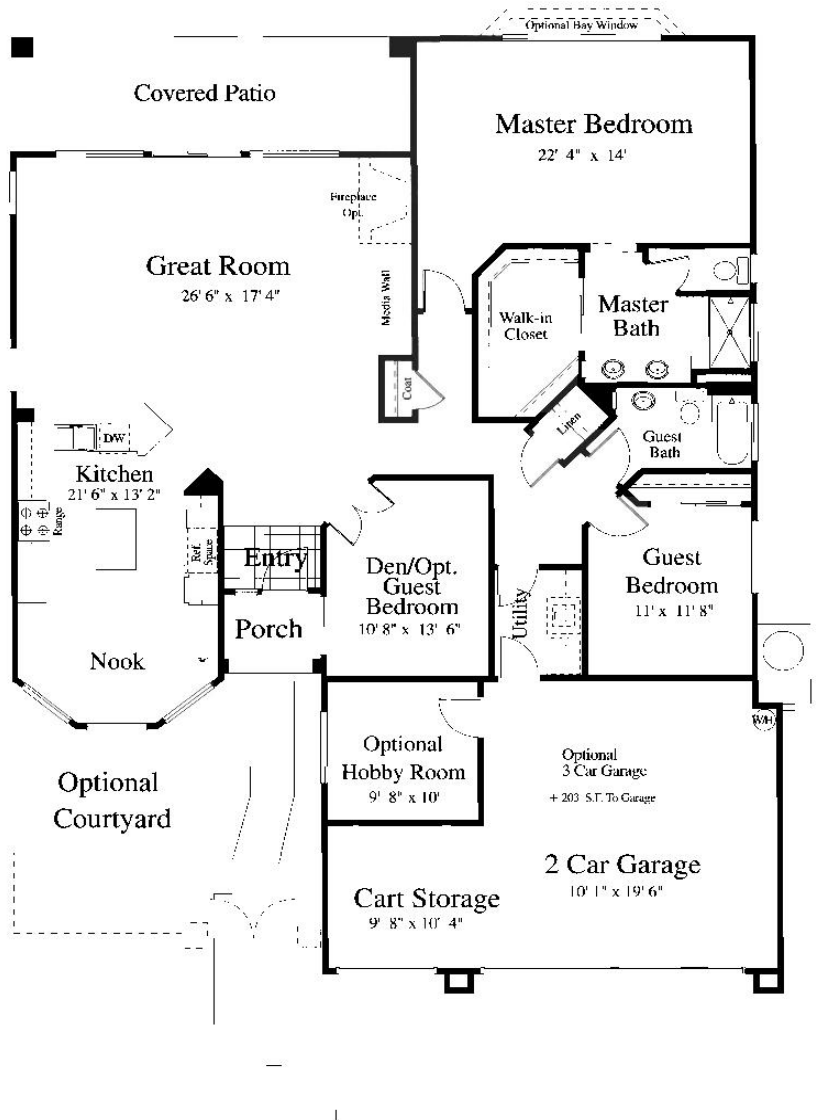 Optional Bay Window
Covered Patio
Master Bedroom
22' 4" x 14'
Fireplace
Opt.
Great Room
26' 6" x 17' 4"
Media Wall
Walk-in
Closet
Master
Bath
Coat
Linen
Guest
Bath
D/W
Kitchen
21' 6" x 13' 2"
Range
Ref.
Space
Entry
Den/Opt.
Guest
Bedroom
10' 8" x 13' 6"
Guest
Bedroom
11' x 11' 8"
Utility
Porch
Nook
W/H
Optional
Hobby Room
9' 8" x 10'
Optional
3 Car Garage
+ 203 S.F. To Garage
Optional
Courtyard
2 Car Garage
10' 1" x 19' 6"
Cart Storage
9' 8" x 10' 4"